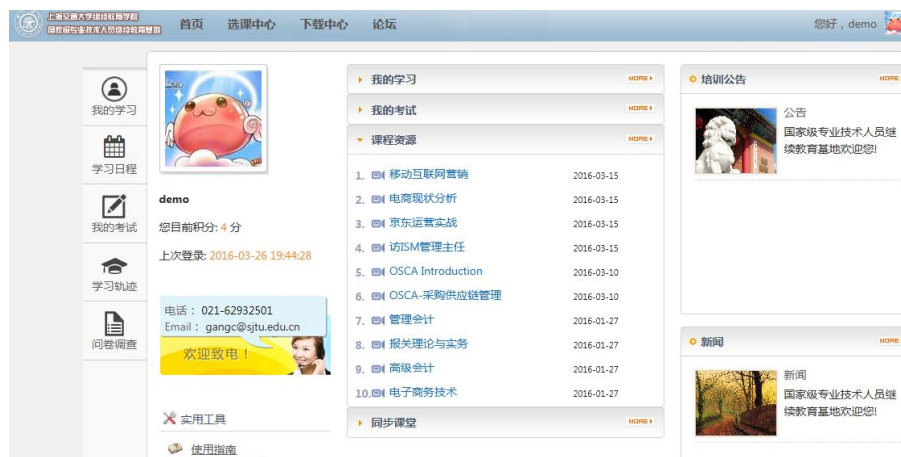 上海交通大学继续教育学院
国家级专业技术人员继续教育基地
首页 选课中心 下载中心 论坛
您好，demo
我的学习
学习日程
我的考试
学习轨迹
问卷调查
demo
您目前积分: 4 分
上次登录: 2016-03-26 19:44:28
电话： 021-62932501
Email： gangc@sjtu.edu.cn
欢迎致电！
实用工具
使用指南
我的学习 MORE
我的考试 MORE
课程资源 MORE
1. 移动互联网营销 2016-03-15
2. 电商现状分析 2016-03-15
3. 京东运营实战 2016-03-15
4. 访ISM管理主任 2016-03-15
5. OSCA Introduction 2016-03-10
6. OSCA-采购供应链管理 2016-03-10
7. 管理会计 2016-01-27
8. 报关理论与实务 2016-01-27
9. 高级会计 2016-01-27
10. 电子商务技术 2016-01-27
同步课堂 MORE
培训公告 MORE
公告
国家级专业技术人员继
续教育基地欢迎您!
新闻 MORE
新闻
国家级专业技术人员继
续教育基地欢迎您!